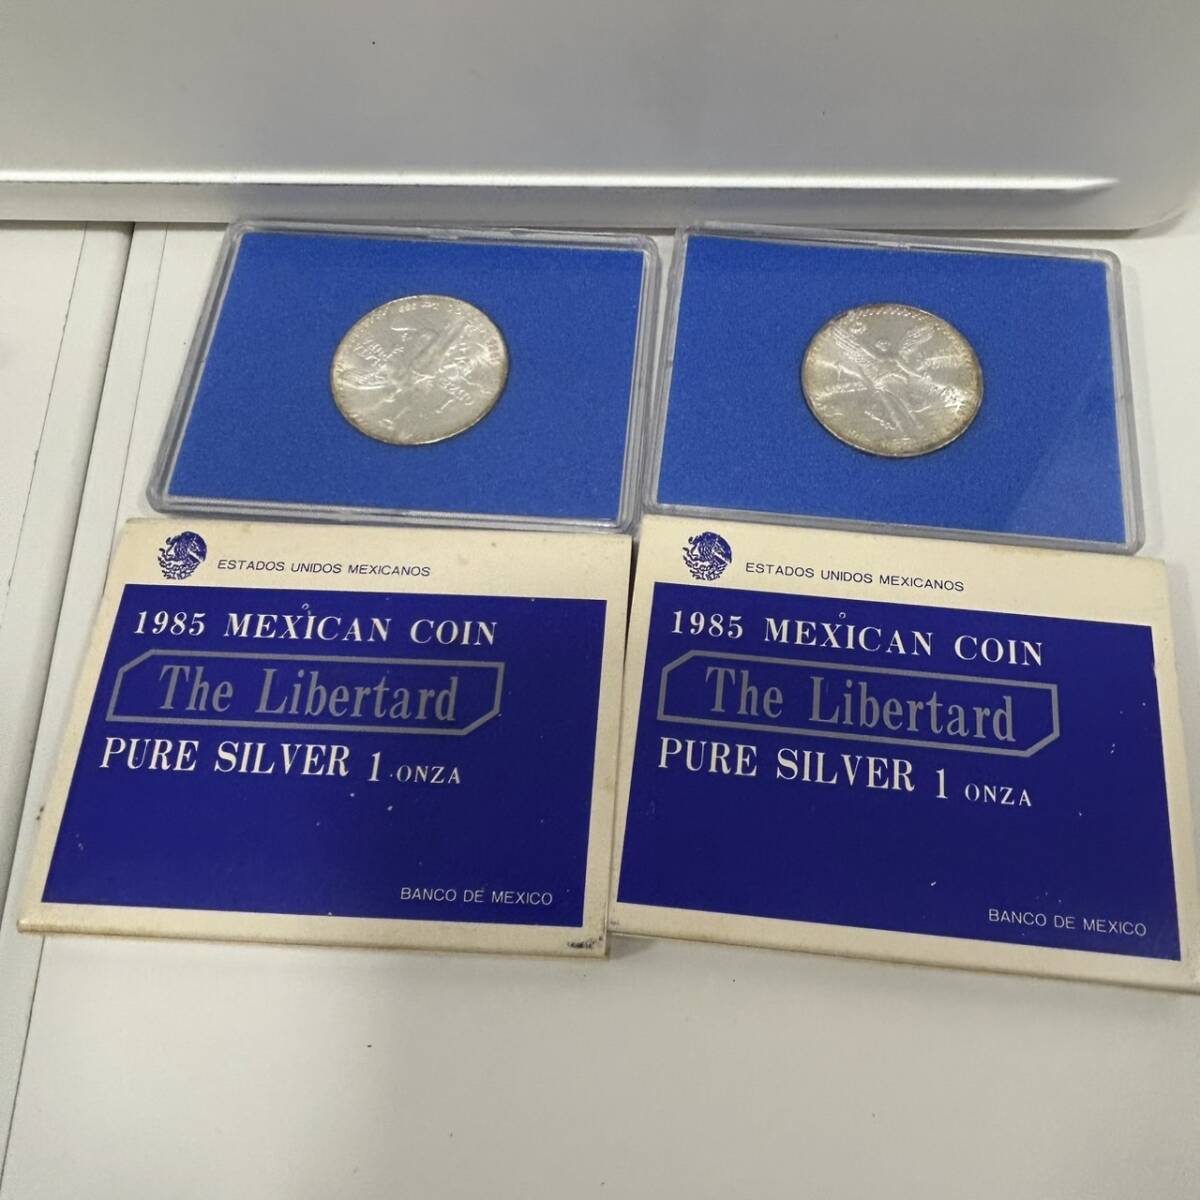 ESTADOS UNIDOS MEXICANOS
1985 MEXICAN COIN
The Libertard
PURE SILVER 1 ONZA
BANCO DE MEXICO
ESTADOS UNIDOS MEXICANOS
1985 MEXICAN COIN
The Libertard
PURE SILVER 1 ONZA
BANCO DE MEXICO